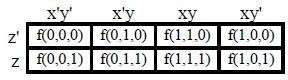 x'y' x'y xy xy'
z' f(0,0,0) f(0,1,0) f(1,1,0) f(1,0,0)
z f(0,0,1) f(0,1,1) f(1,1,1) f(1,0,1)